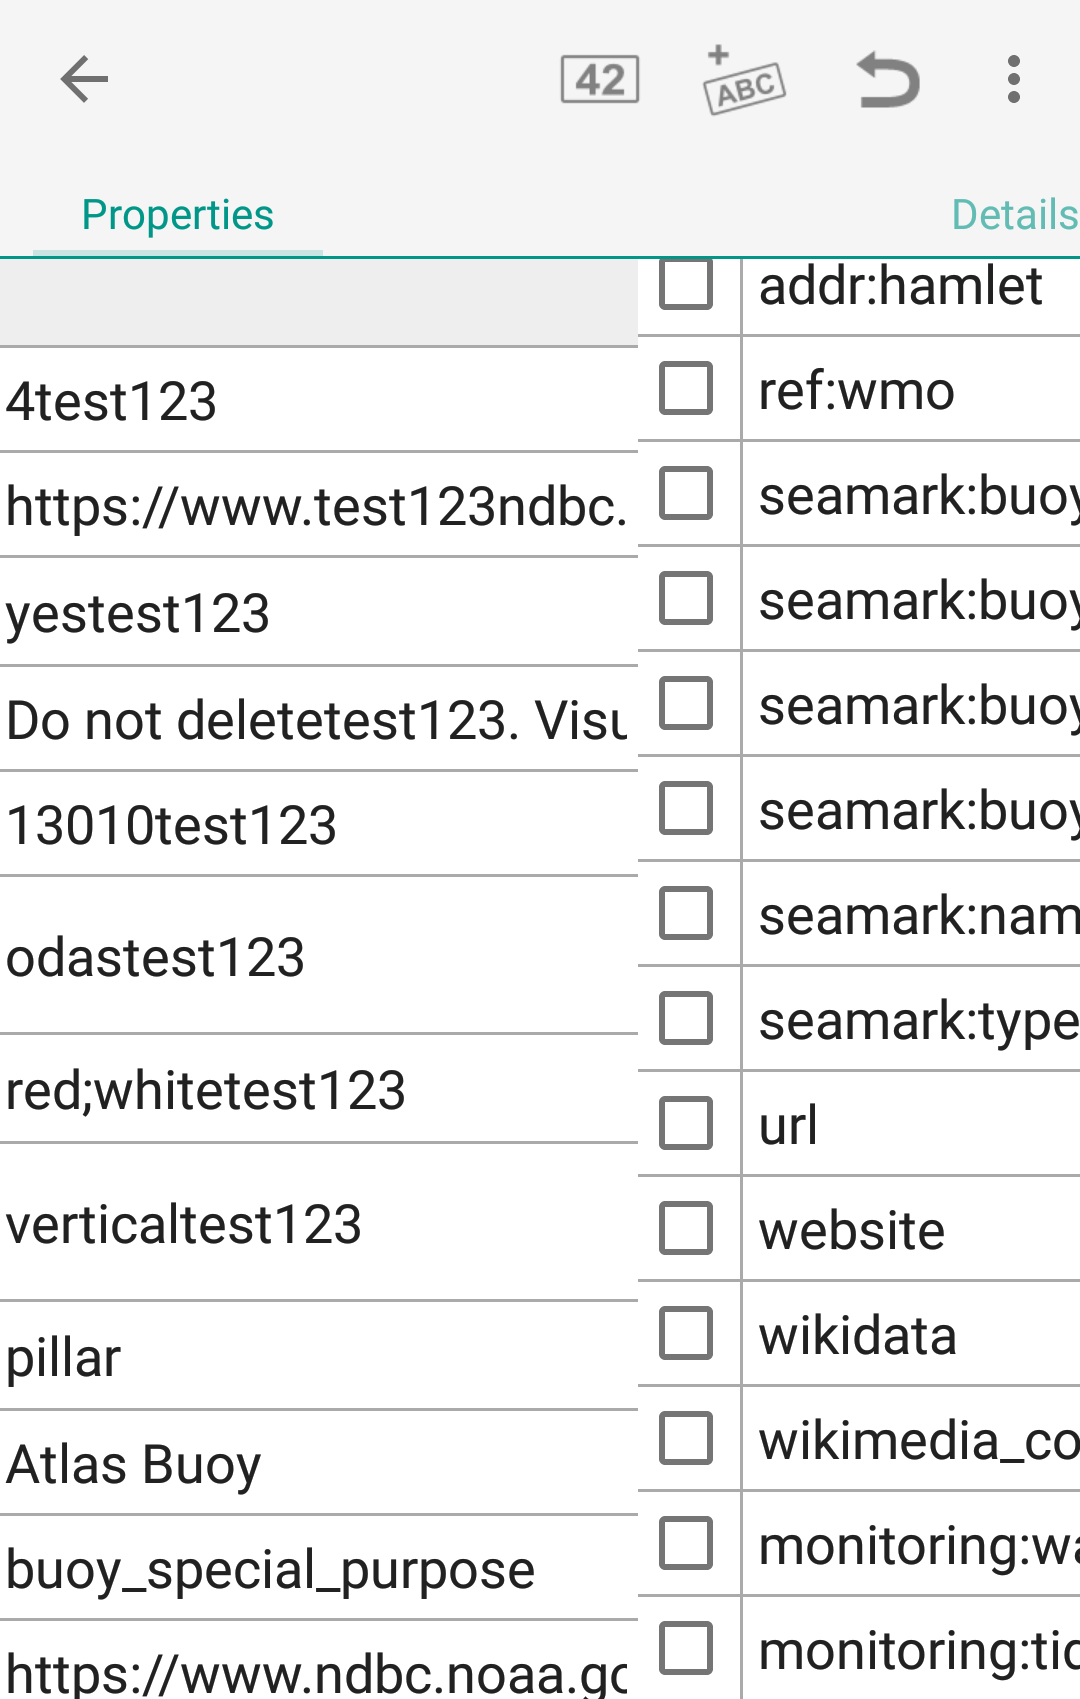 42
+
ABC
Properties
Details
4test123
https://www.test123ndbc.
yestest123
Do not deletetest123. Visu
13010test123
odastest123
red;whitetest123
verticaltest123
pillar
Atlas Buoy
buoy_special_purpose
https://www.ndbc.noaa.go
addr:hamlet
ref:wmo
seamark:buoy
seamark:buoy
seamark:buoy
seamark:buoy
seamark:nam
seamark:type
url
website
wikidata
wikimedia_co
monitoring:wa
monitoring:tid